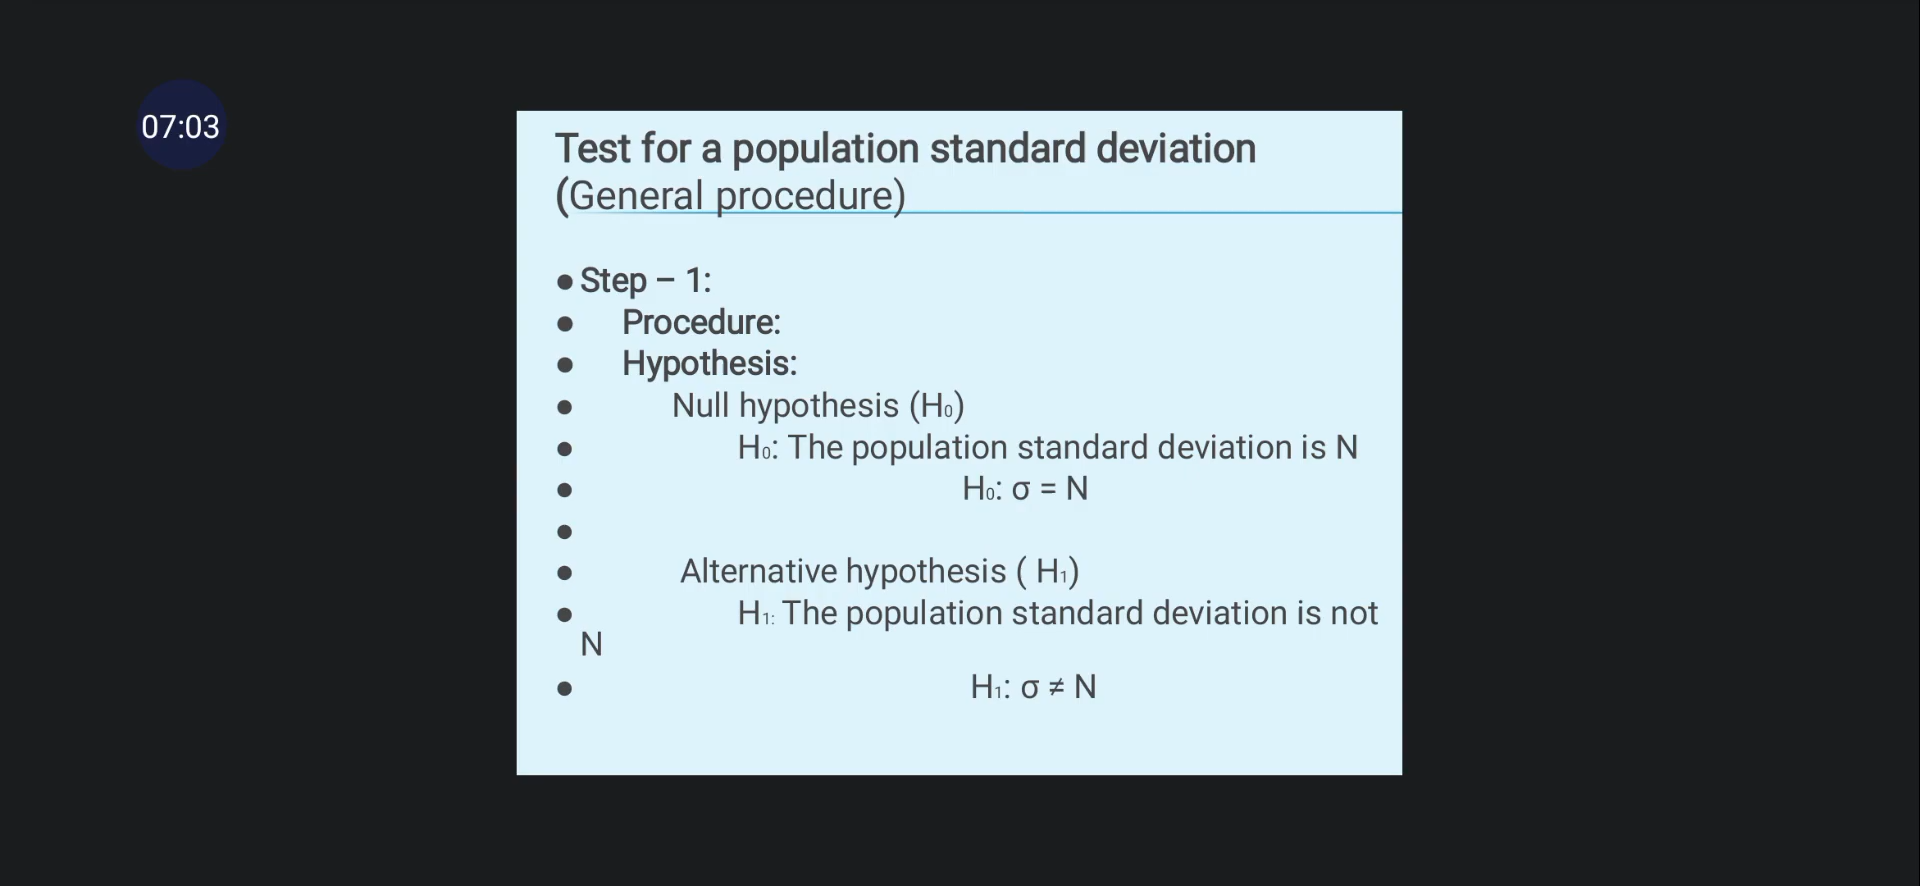 07:03
Test for a population standard deviation
(General procedure)
● Step – 1:
● Procedure:
● Hypothesis:
● Null hypothesis (H₀)
● H₀: The population standard deviation is N
● H₀: σ = N
●
● Alternative hypothesis ( H₁)
● H₁: The population standard deviation is not
N
● H₁: σ ≠ N